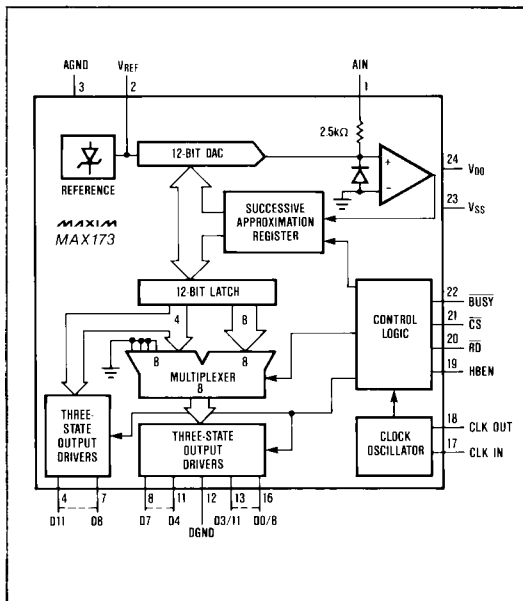 AGND VREF AIN
3 2 1
2.5kΩ
12-BIT DAC
+
−
24
VDD
REFERENCE
23
VSS
MAXIM
MAX173
SUCCESSIVE
APPROXIMATION
REGISTER
12-BIT LATCH
22
BUSY
21
CS
20
RD
19
HBEN
CONTROL
LOGIC
4 8
8 8
MULTIPLEXER
8
THREE-STATE
OUTPUT
DRIVERS
THREE-STATE
OUTPUT
DRIVERS
CLOCK
OSCILLATOR
18
CLK OUT
17
CLK IN
4 7 8 11 12 13 16
D11 D8 D7 D4 D3/11 D0/8
DGND